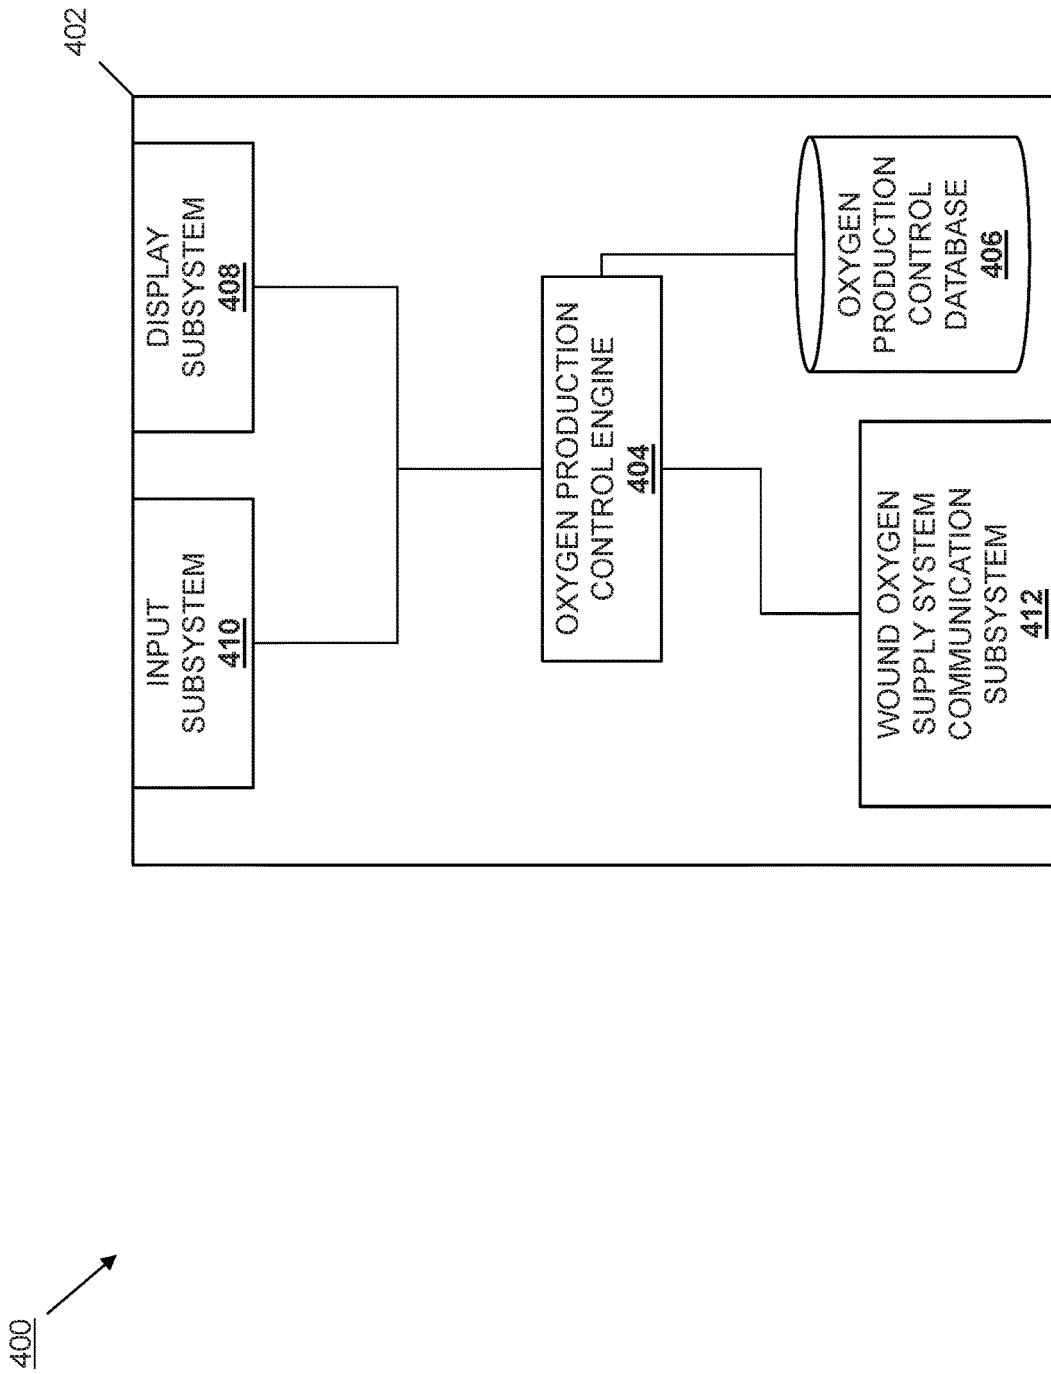 400
402
INPUT
SUBSYSTEM
410
DISPLAY
SUBSYSTEM
408
OXYGEN PRODUCTION
CONTROL ENGINE
404
WOUND OXYGEN
SUPPLY SYSTEM
COMMUNICATION
SUBSYSTEM
412
OXYGEN
PRODUCTION
CONTROL
DATABASE
406